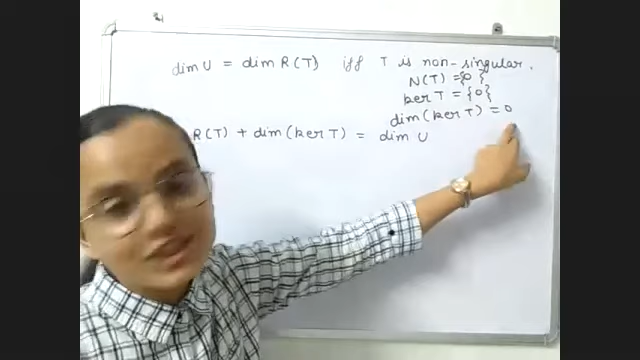 dim U = dim R(T) iff T is non-singular.
N(T) = {0}
ker T = {0}
dim (ker T) = 0
R(T) + dim (ker T) = dim U